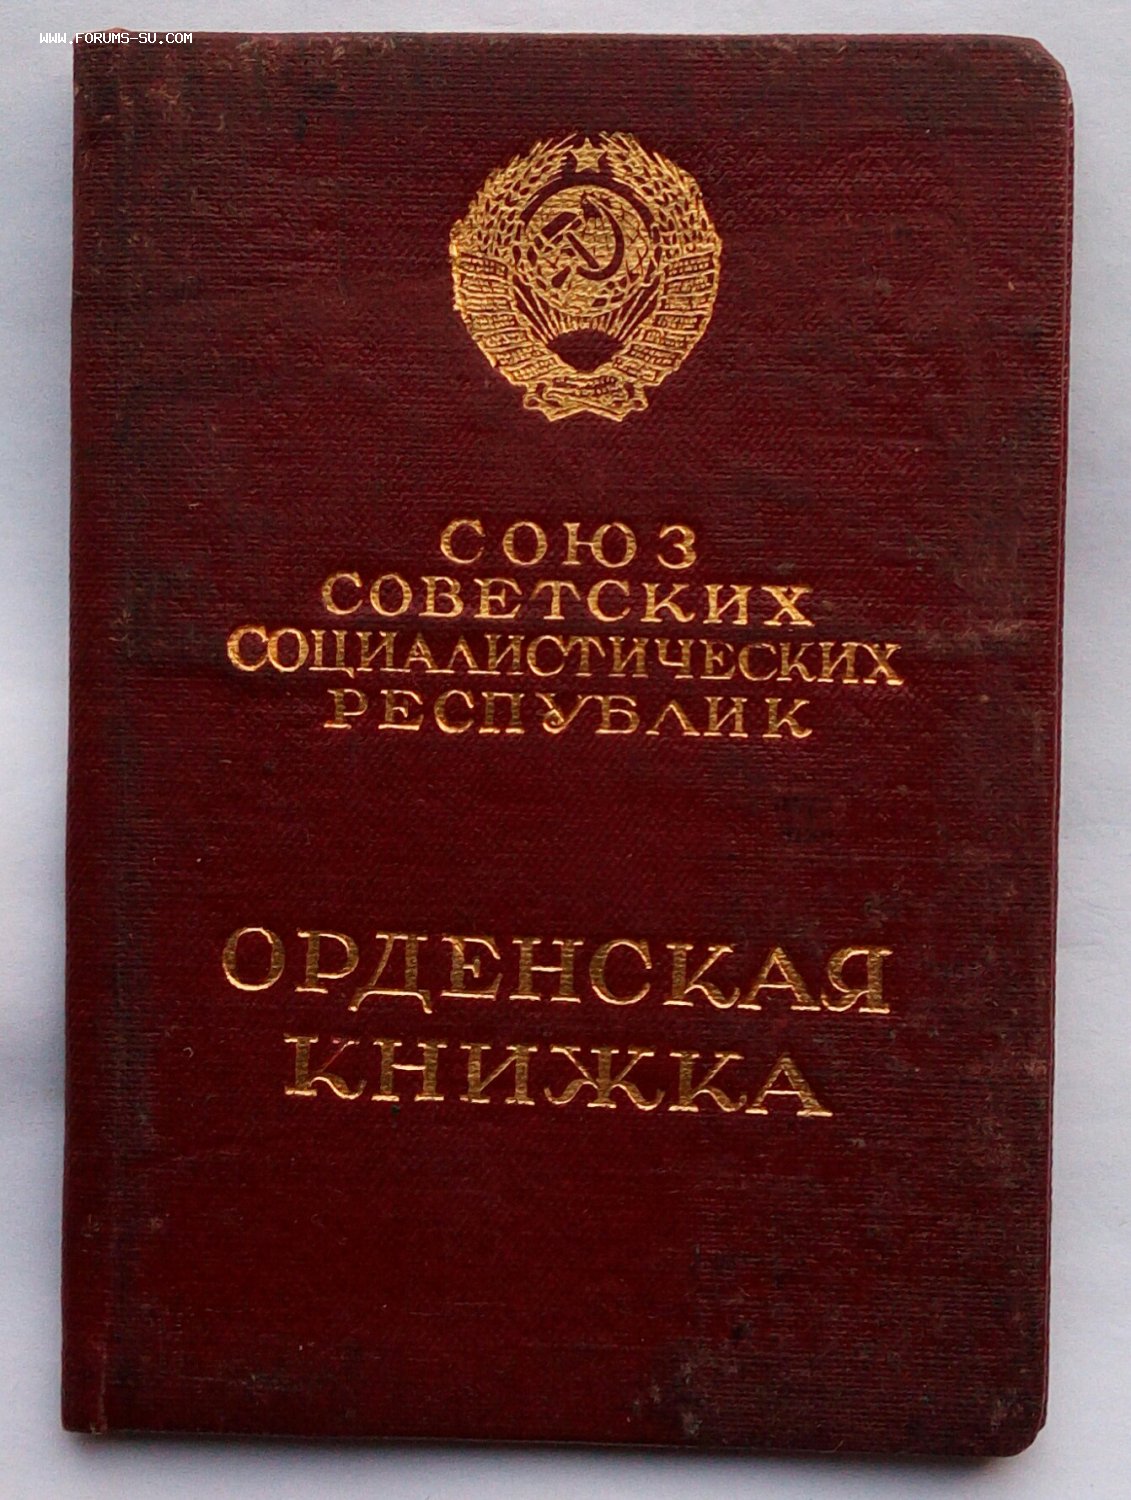 WWW.FORUMS-SU.COM
СОЮЗ
СОВЕТСКИХ
СОЦИАЛИСТИЧЕСКИХ
РЕСПУБЛИК
ОРДЕНСКАЯ
КНИЖКА